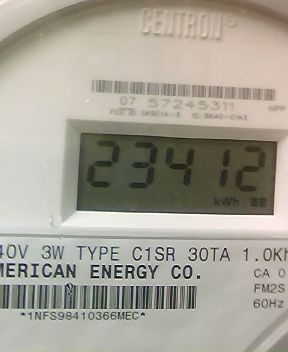 CENTRON
07 57245311
23412
kWh
40V 3W TYPE C1SR 30TA 1.0Kh
MERICAN ENERGY CO.
CA 0
FM2S
60Hz
*1NFS98410366MEC*